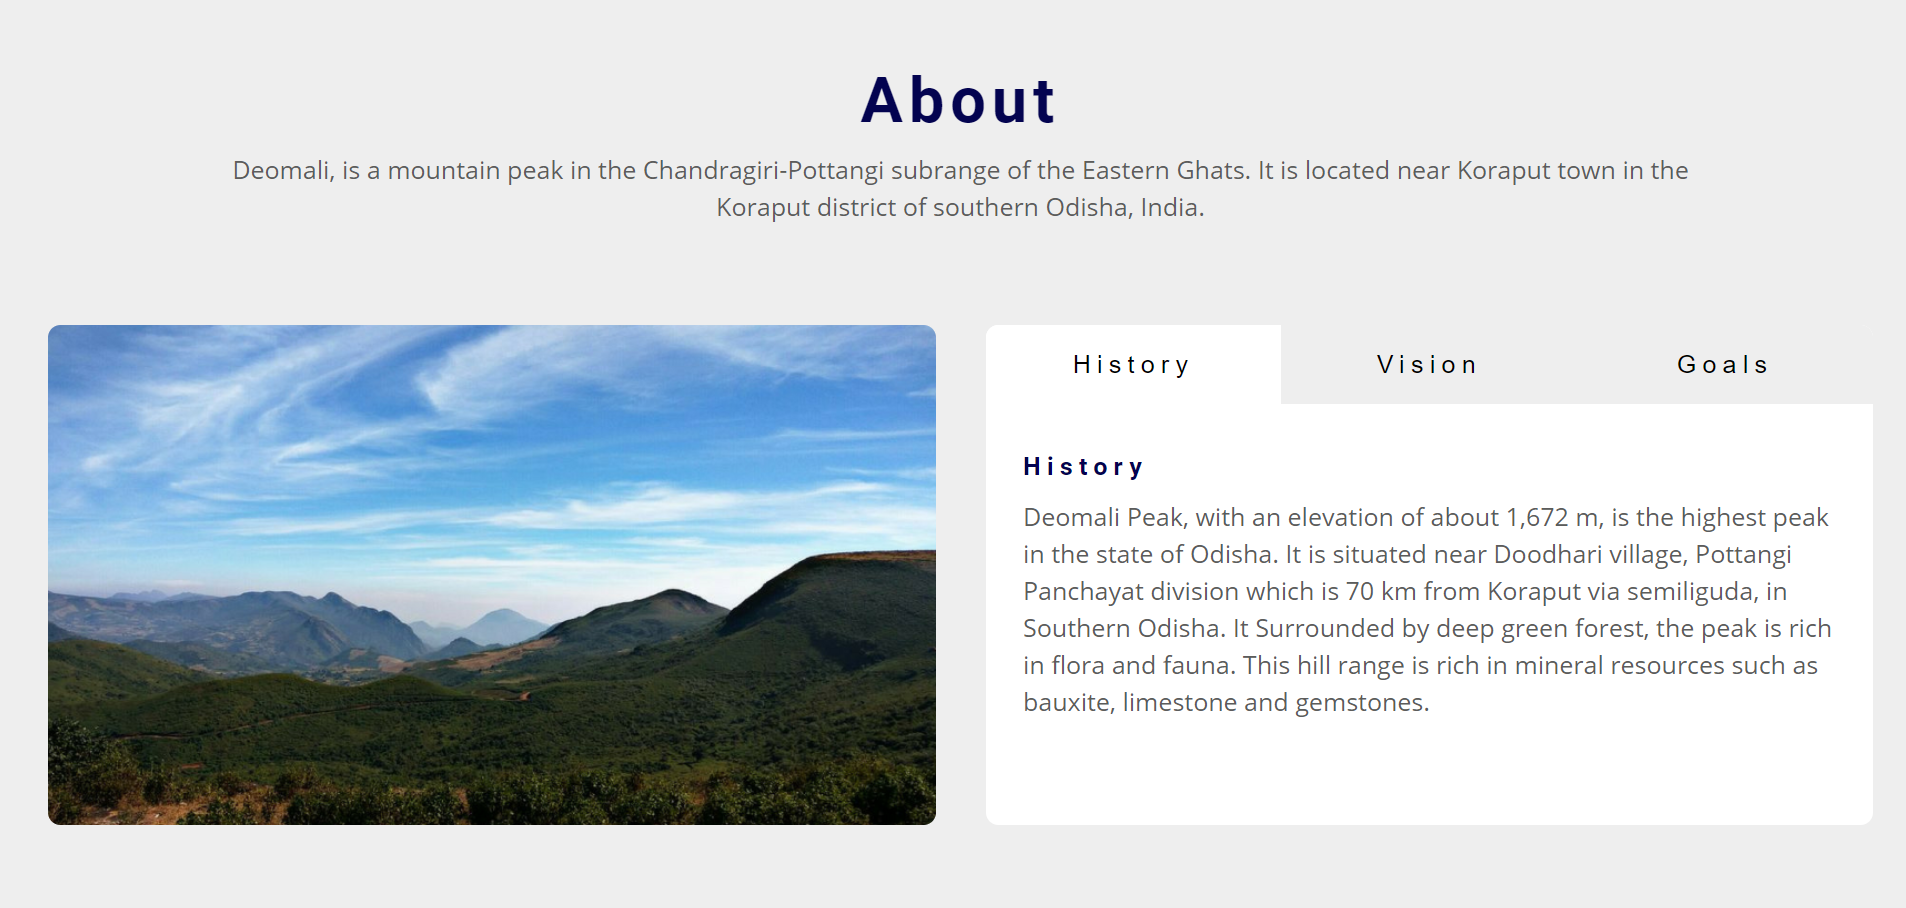 About
Deomali, is a mountain peak in the Chandragiri-Pottangi subrange of the Eastern Ghats. It is located near Koraput town in the
Koraput district of southern Odisha, India.
History
Vision
Goals
History
Deomali Peak, with an elevation of about 1,672 m, is the highest peak
in the state of Odisha. It is situated near Doodhari village, Pottangi
Panchayat division which is 70 km from Koraput via semiliguda, in
Southern Odisha. It Surrounded by deep green forest, the peak is rich
in flora and fauna. This hill range is rich in mineral resources such as
bauxite, limestone and gemstones.